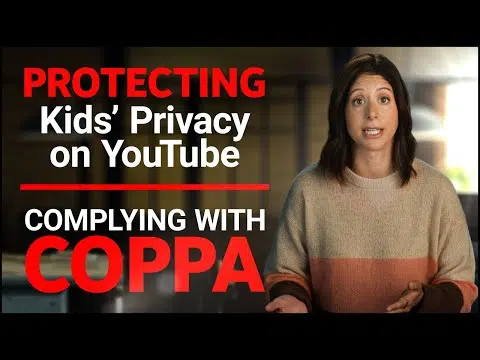 PROTECTING
Kids’ Privacy
on YouTube
COMPLYING WITH
COPPA